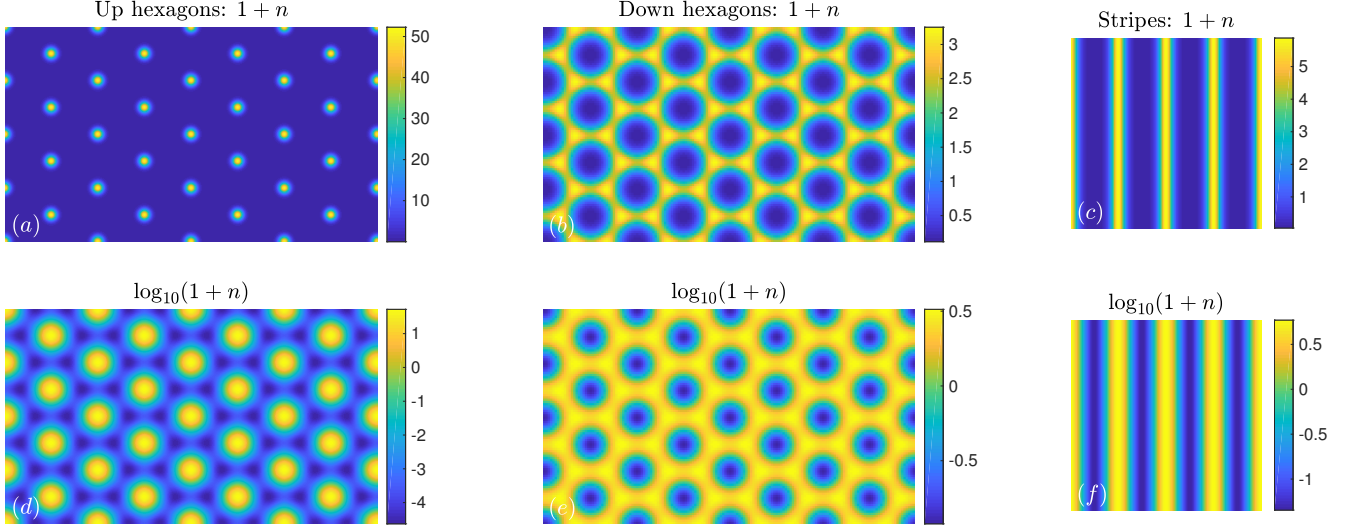 Up hexagons: 1 + n
50
40
30
20
10
(a)
Down hexagons: 1 + n
3
2.5
2
1.5
1
0.5
(b)
Stripes: 1 + n
5
4
3
2
1
(c)
log₁₀(1 + n)
1
0
-1
-2
-3
-4
(d)
log₁₀(1 + n)
0.5
0
-0.5
(e)
log₁₀(1 + n)
0.5
0
-0.5
-1
(f)